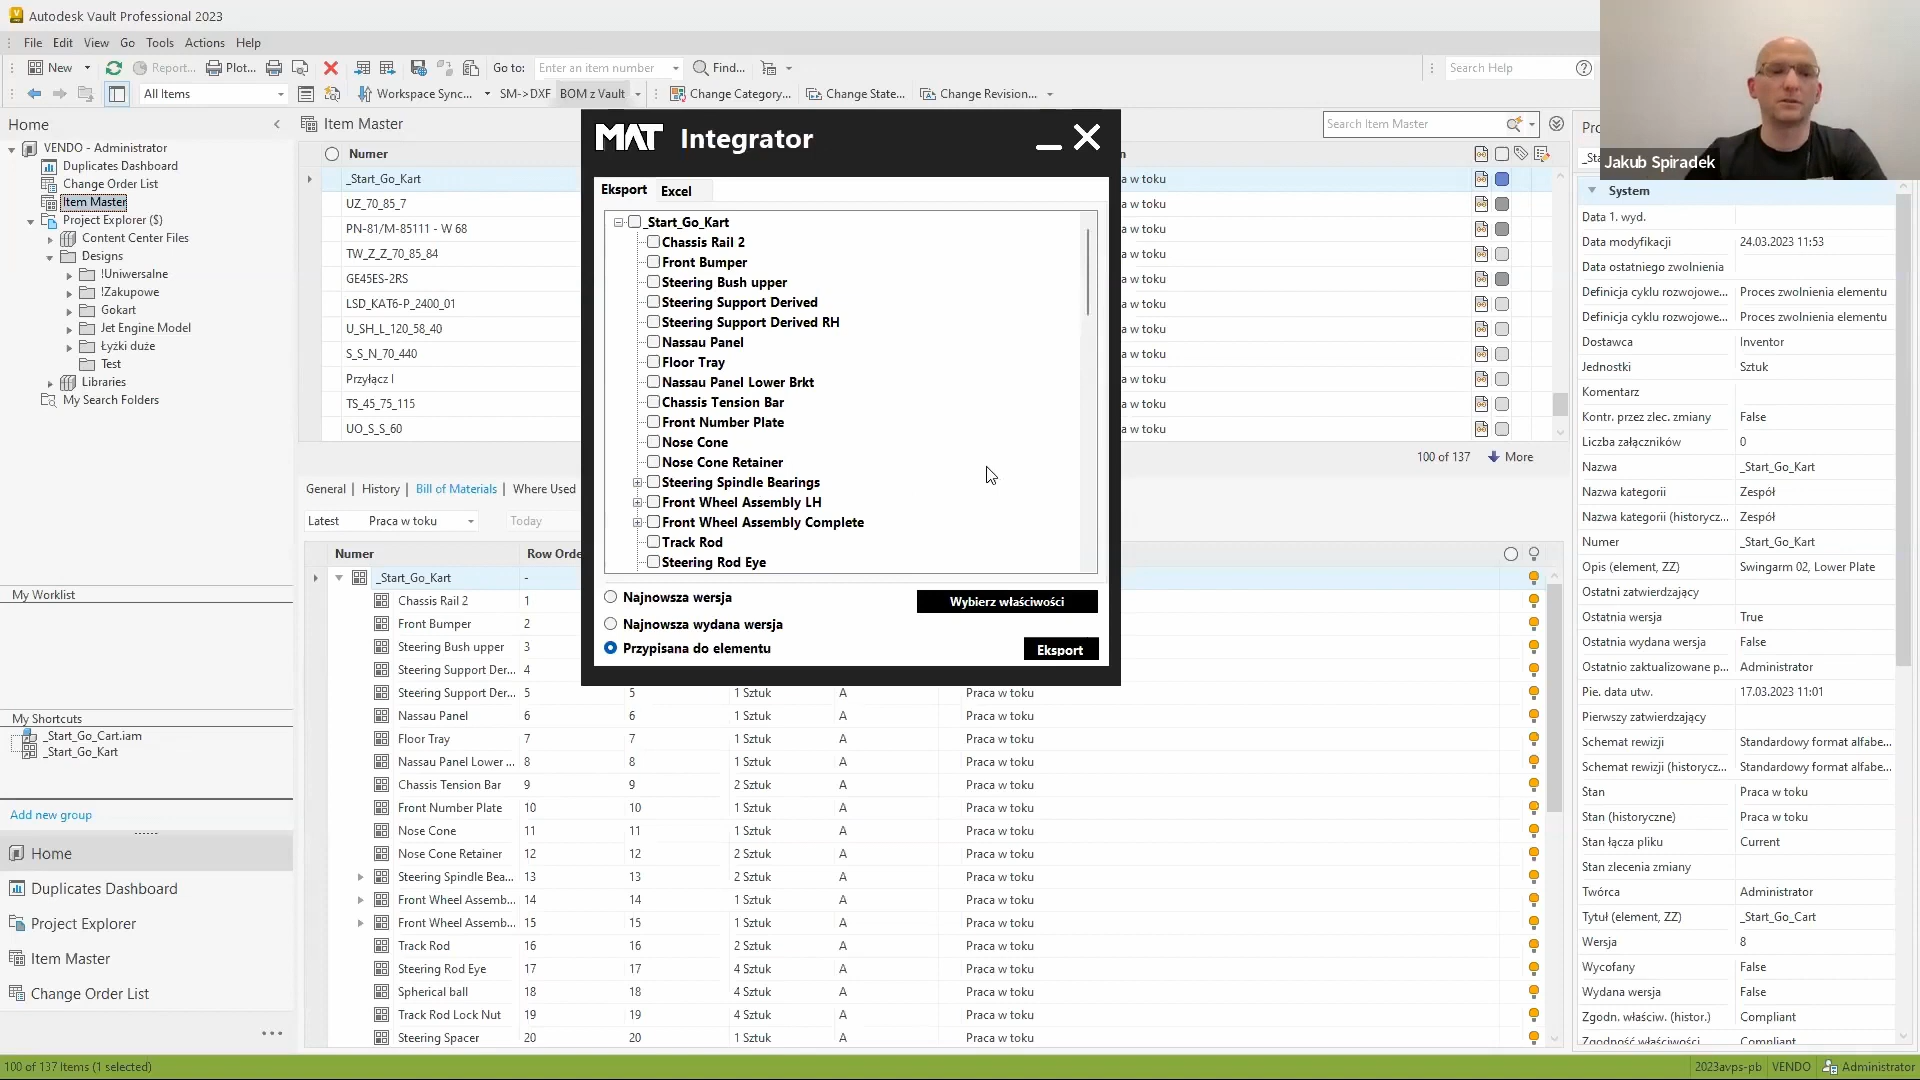 Autodesk Vault Professional 2023
File Edit View Go Tools Actions Help
New Report... Plot... Go to: Enter an item number Find... Search Help
All Items Workspace Sync... SM->DXF BOM z Vault Change Category... Change State... Change Revision...
Home
VENDO - Administrator
Duplicates Dashboard
Change Order List
Item Master
Project Explorer ($)
Content Center Files
Designs
!Uniwersalne
!Zakupowe
Gokart
Jet Engine Model
Łyżki duże
Test
Libraries
My Search Folders
My Worklist
My Shortcuts
_Start_Go_Cart.iam
_Start_Go_Kart
Add new group
Home
Duplicates Dashboard
Project Explorer
Item Master
Change Order List
Item Master
Search Item Master
Numer
_Start_Go_Kart a w toku
UZ_70_85_7 a w toku
PN-81/M-85111 - W 68 a w toku
TW_Z_Z_70_85_84 a w toku
GE45ES-2RS a w toku
LSD_KAT6-P_2400_01 a w toku
U_SH_L_120_58_40 a w toku
S_S_N_70_440 a w toku
Przyłącz I a w toku
TS_45_75_115 a w toku
UO_S_S_60 a w toku
100 of 137 More
General History Bill of Materials Where Used
Latest Praca w toku Today
Numer Row Orde
_Start_Go_Kart -
Chassis Rail 2 1
Front Bumper 2
Steering Bush upper 3
Steering Support Der... 4
Steering Support Der... 5 5 1 Sztuk A Praca w toku
Nassau Panel 6 6 1 Sztuk A Praca w toku
Floor Tray 7 7 1 Sztuk A Praca w toku
Nassau Panel Lower ... 8 8 1 Sztuk A Praca w toku
Chassis Tension Bar 9 9 2 Sztuk A Praca w toku
Front Number Plate 10 10 1 Sztuk A Praca w toku
Nose Cone 11 11 1 Sztuk A Praca w toku
Nose Cone Retainer 12 12 2 Sztuk A Praca w toku
Steering Spindle Bea... 13 13 2 Sztuk A Praca w toku
Front Wheel Assemb... 14 14 1 Sztuk A Praca w toku
Front Wheel Assemb... 15 15 1 Sztuk A Praca w toku
Track Rod 16 16 2 Sztuk A Praca w toku
Steering Rod Eye 17 17 4 Sztuk A Praca w toku
Spherical ball 18 18 4 Sztuk A Praca w toku
Track Rod Lock Nut 19 19 4 Sztuk A Praca w toku
Steering Spacer 20 20 1 Sztuk A Praca w toku
MAT Integrator
Eksport Excel
_Start_Go_Kart
Chassis Rail 2
Front Bumper
Steering Bush upper
Steering Support Derived
Steering Support Derived RH
Nassau Panel
Floor Tray
Nassau Panel Lower Brkt
Chassis Tension Bar
Front Number Plate
Nose Cone
Nose Cone Retainer
Steering Spindle Bearings
Front Wheel Assembly LH
Front Wheel Assembly Complete
Track Rod
Steering Rod Eye
Najnowsza wersja
Najnowsza wydana wersja
Przypisana do elementu
Wybierz właściwości
Eksport
Jakub Spiradek
System
Data 1. wyd.
Data modyfikacji 24.03.2023 11:53
Data ostatniego zwolnienia
Definicja cyklu rozwojowe... Proces zwolnienia elementu
Definicja cyklu rozwojowe... Proces zwolnienia elementu
Dostawca Inventor
Jednostki Sztuk
Komentarz
Kontr. przez zlec. zmiany False
Liczba załączników 0
Nazwa _Start_Go_Kart
Nazwa kategorii Zespół
Nazwa kategorii (historycz... Zespół
Numer _Start_Go_Kart
Opis (element, ZZ) Swingarm 02, Lower Plate
Ostatni zatwierdzający
Ostatnia wersja True
Ostatnia wydana wersja False
Ostatnio zaktualizowane p... Administrator
Pie. data utw. 17.03.2023 11:01
Pierwszy zatwierdzający
Schemat rewizji Standardowy format alfabe...
Schemat rewizji (historycz... Standardowy format alfabe...
Stan Praca w toku
Stan (historyczne) Praca w toku
Stan łącza pliku Current
Stan zlecenia zmiany
Twórca Administrator
Tytuł (element, ZZ) _Start_Go_Cart
Wersja 8
Wycofany False
Wydana wersja False
Zgodn. właściw. (histor.) Compliant
Zgodność właściwości Compliant
100 of 137 Items (1 selected) 2023avps-pb VENDO Administrator